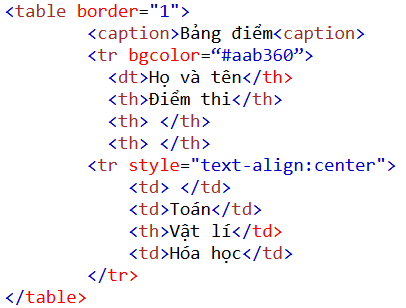 <table border="1">
<caption>Bảng điểm<caption>
<tr bgcolor=“#aab360”>
<dt>Họ và tên</th>
<th>Điểm thi</th>
<th> </th>
<th> </th>
<tr style="text-align:center">
<td> </td>
<td>Toán</td>
<th>Vật lí</td>
<td>Hóa học</td>
</tr>
</table>